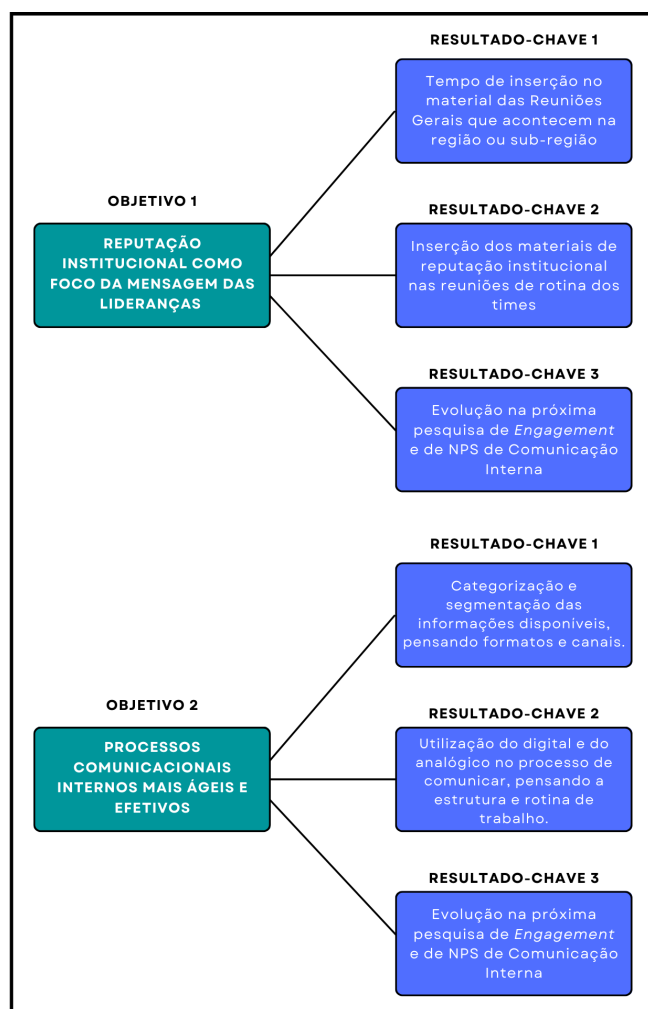 RESULTADO-CHAVE 1
Tempo de inserção no
material das Reuniões
Gerais que acontecem na
região ou sub-região
OBJETIVO 1
REPUTAÇÃO
INSTITUCIONAL COMO
FOCO DA MENSAGEM DAS
LIDERANÇAS
RESULTADO-CHAVE 2
Inserção dos materiais de
reputação institucional
nas reuniões de rotina dos
times
RESULTADO-CHAVE 3
Evolução na próxima
pesquisa de Engagement
e de NPS de Comunicação
Interna
RESULTADO-CHAVE 1
Categorização e
segmentação das
informações disponíveis,
pensando formatos e canais.
OBJETIVO 2
PROCESSOS
COMUNICACIONAIS
INTERNOS MAIS ÁGEIS E
EFETIVOS
RESULTADO-CHAVE 2
Utilização do digital e do
analógico no processo de
comunicar, pensando a
estrutura e rotina de
trabalho.
RESULTADO-CHAVE 3
Evolução na próxima
pesquisa de Engagement
e de NPS de Comunicação
Interna